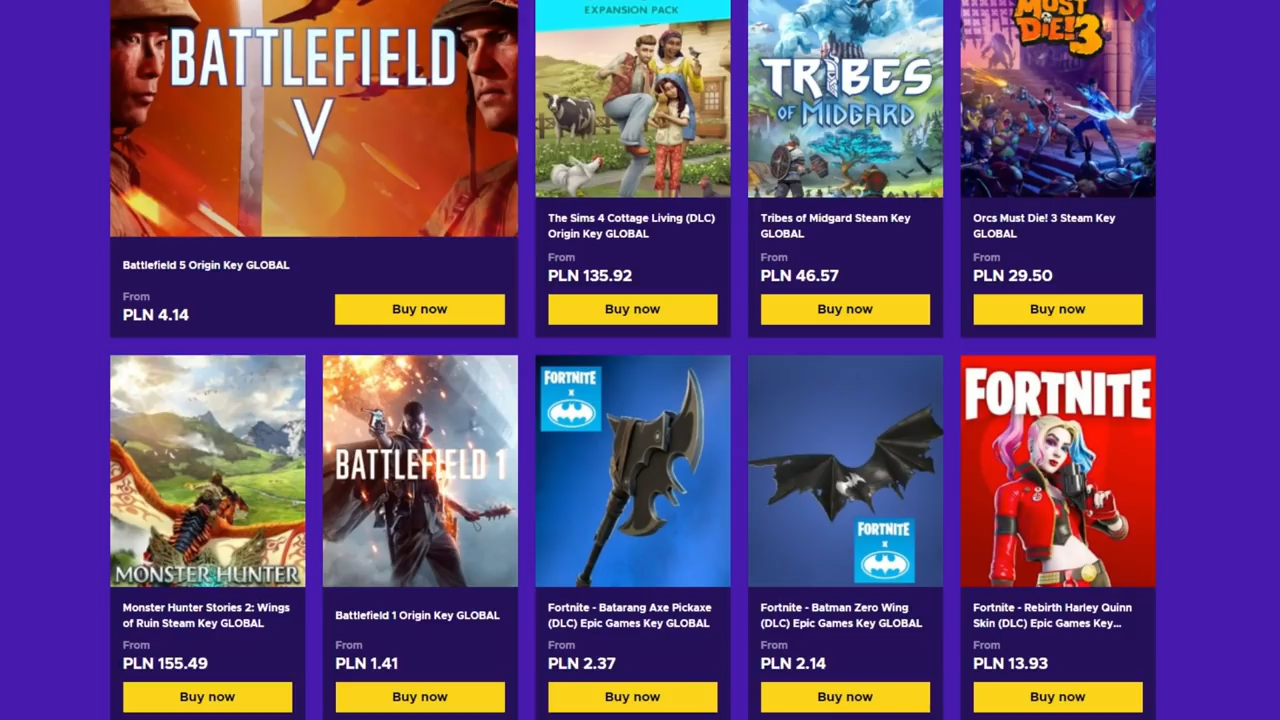 EXPANSION PACK
MUST
DIE! 3
BATTLEFIELD
V
TRIBES
OF MIDGARD
Battlefield 5 Origin Key GLOBAL
From
PLN 4.14
Buy now
The Sims 4 Cottage Living (DLC)
Origin Key GLOBAL
From
PLN 135.92
Buy now
Tribes of Midgard Steam Key
GLOBAL
From
PLN 46.57
Buy now
Orcs Must Die! 3 Steam Key
GLOBAL
From
PLN 29.50
Buy now
MONSTER HUNTER
Monster Hunter Stories 2: Wings
of Ruin Steam Key GLOBAL
From
PLN 155.49
Buy now
BATTLEFIELD 1
Battlefield 1 Origin Key GLOBAL
From
PLN 1.41
Buy now
FORTNITE
X
Fortnite - Batarang Axe Pickaxe
(DLC) Epic Games Key GLOBAL
From
PLN 2.37
Buy now
FORTNITE
X
Fortnite - Batman Zero Wing
(DLC) Epic Games Key GLOBAL
From
PLN 2.14
Buy now
FORTNITE
Fortnite - Rebirth Harley Quinn
Skin (DLC) Epic Games Key...
From
PLN 13.93
Buy now